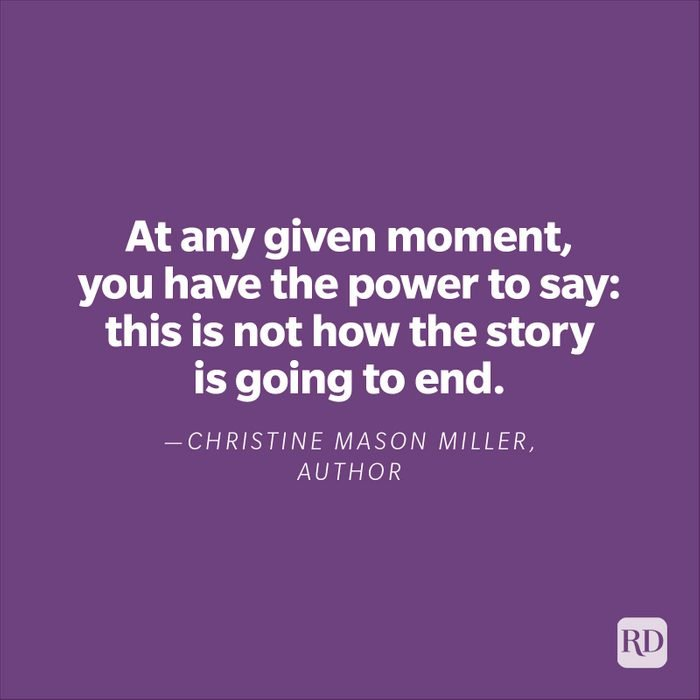 At any given moment,
you have the power to say:
this is not how the story
is going to end.
—CHRISTINE MASON MILLER,
AUTHOR
RD